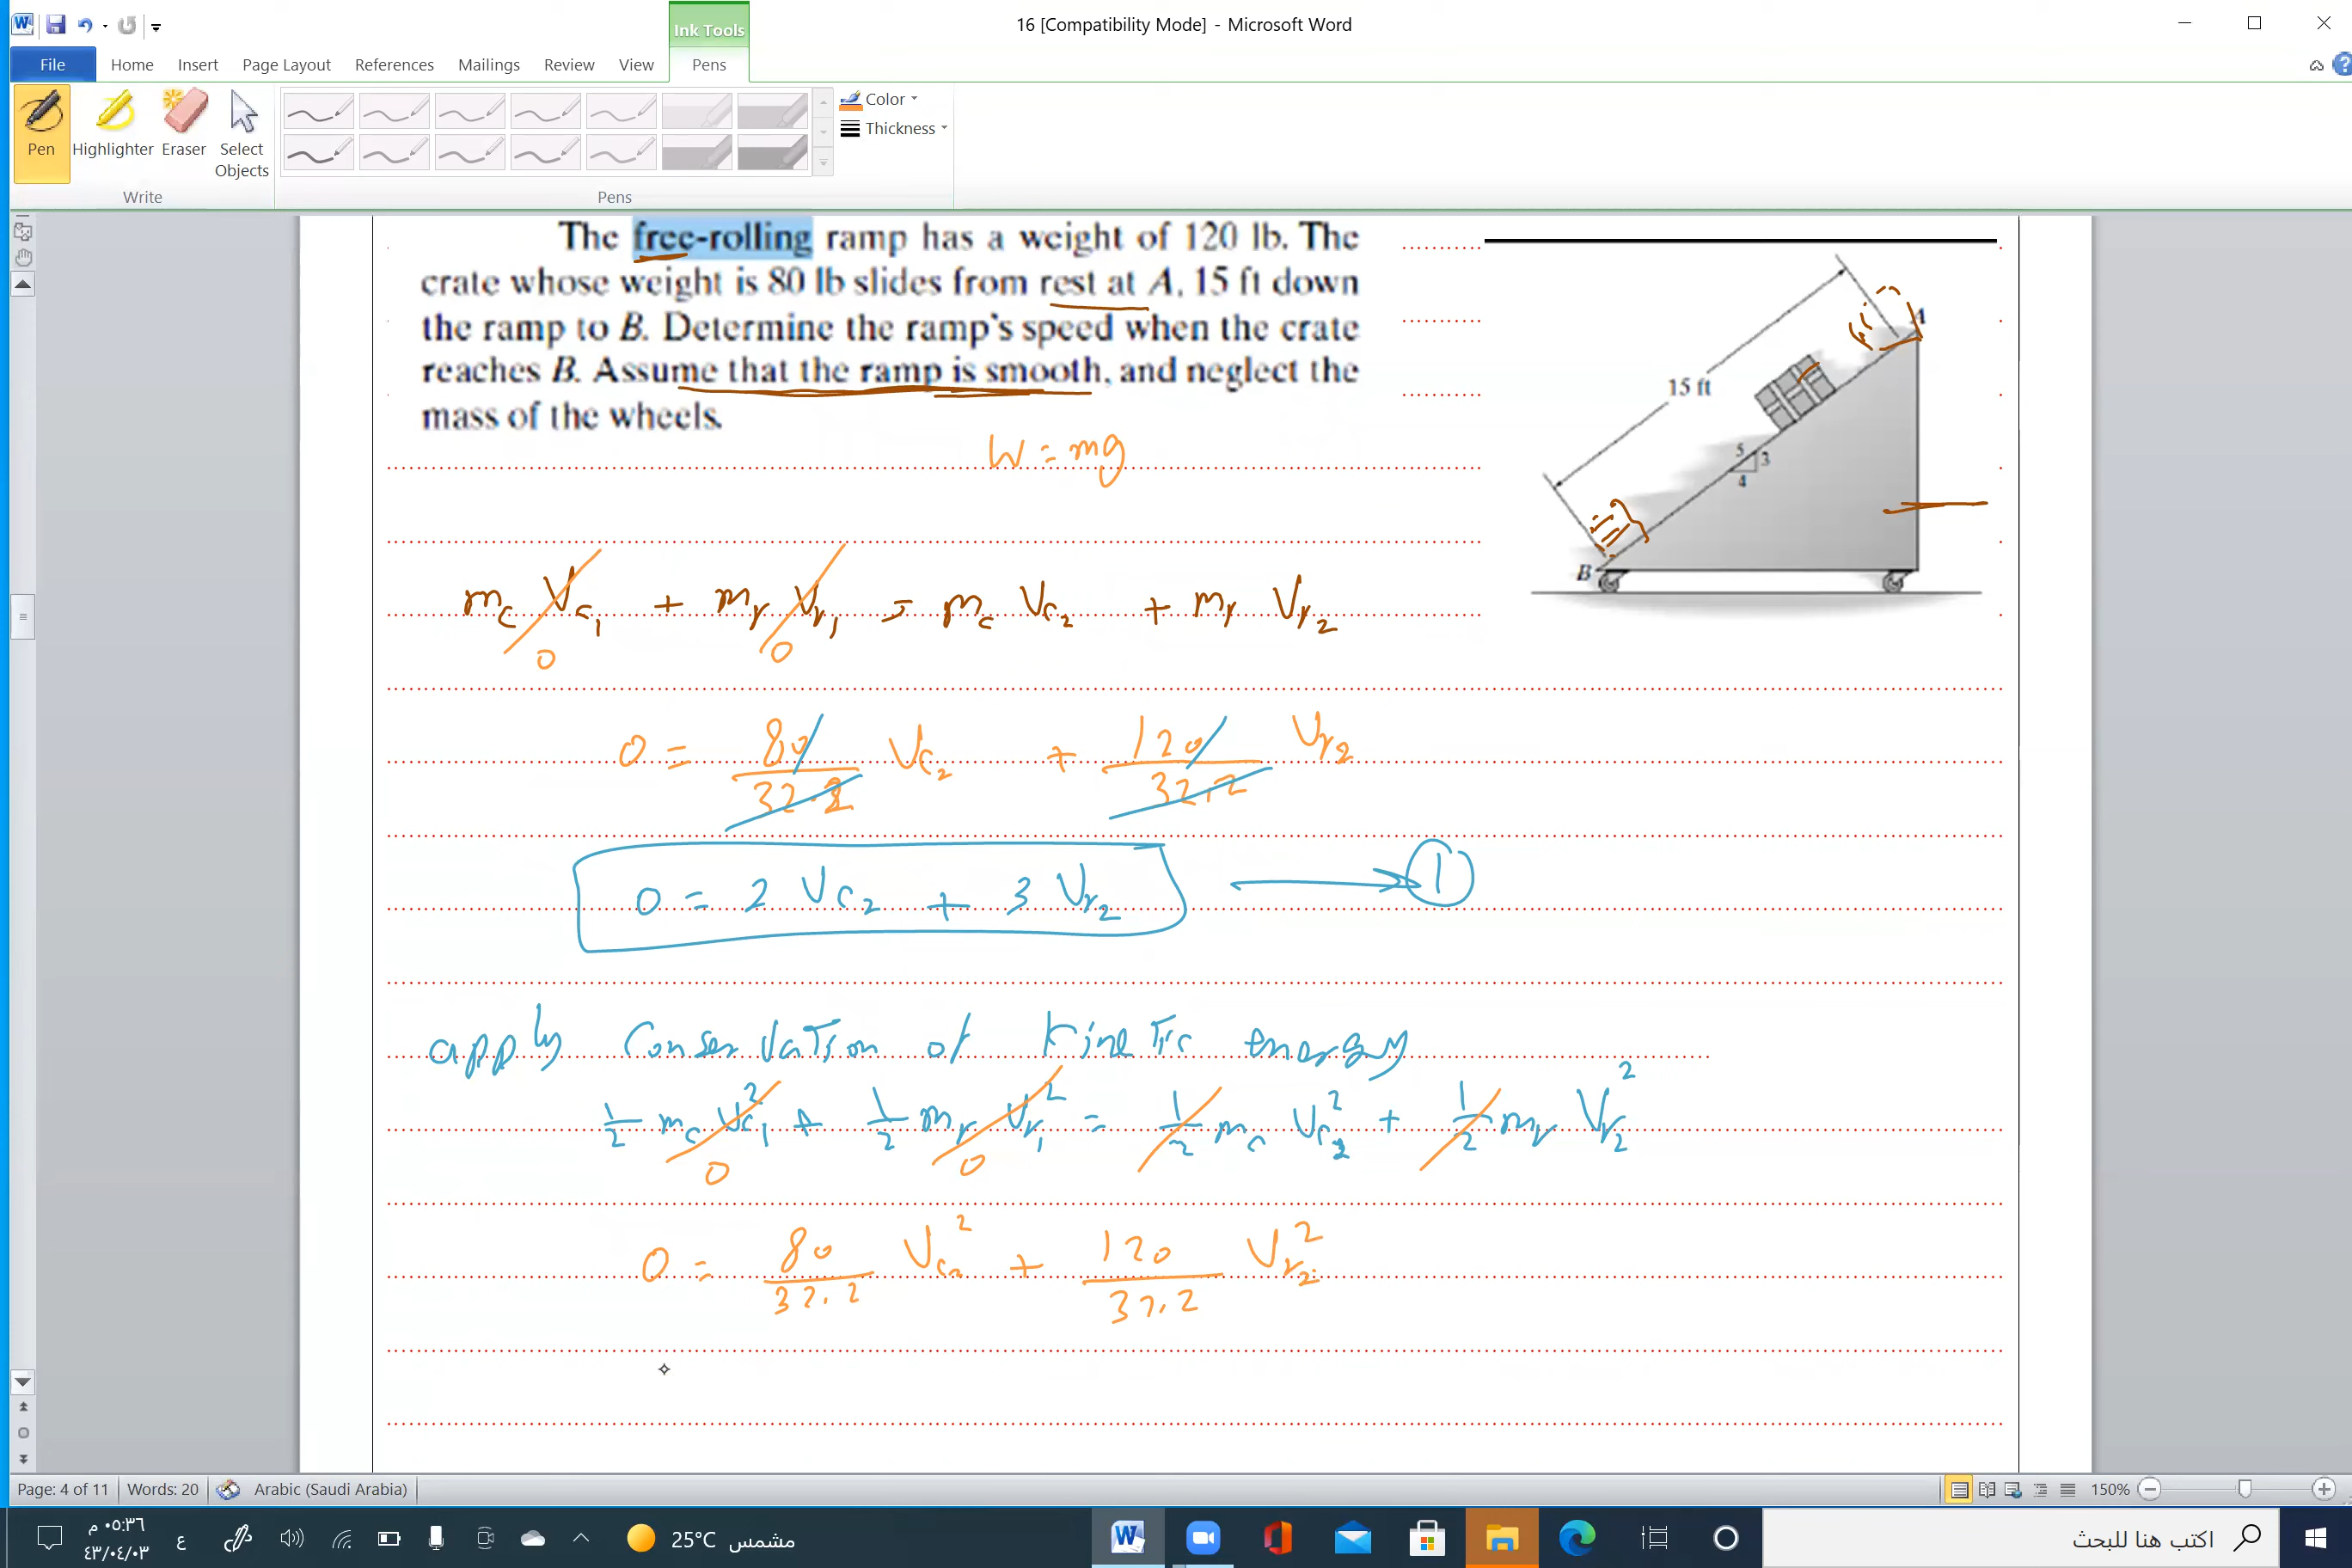 16 [Compatibility Mode] - Microsoft Word
Ink Tools
File Home Insert Page Layout References Mailings Review View Pens
Pen Highlighter Eraser Select Objects
Color
Thickness
Write
Pens
The free-rolling ramp has a weight of 120 lb. The
crate whose weight is 80 lb slides from rest at A, 15 ft down
the ramp to B. Determine the ramp's speed when the crate
reaches B. Assume that the ramp is smooth, and neglect the
mass of the wheels.
A
15 ft
5 3
4
B
W = mg
mc Vc1 + mr Vr1 = mc Vc2 + mr Vr2
0 0
0 = 80/32.2 Vc2 + 120/32.2 Vr2
0 = 2 Vc2 + 3 Vr2 → 1
apply Conservation of Kinetic energy
1/2 mc Vc1² + 1/2 mr Vr1² = 1/2 mc Vc2² + 1/2 mr Vr2²
0 0
0 = 80/32.2 Vc2² + 120/32.2 Vr2²
Page: 4 of 11 Words: 20 Arabic (Saudi Arabia) 150%
٠٥:٣٦ م
٤٣/٠٤/٠٣
ع
25°C مشمس
اكتب هنا للبحث